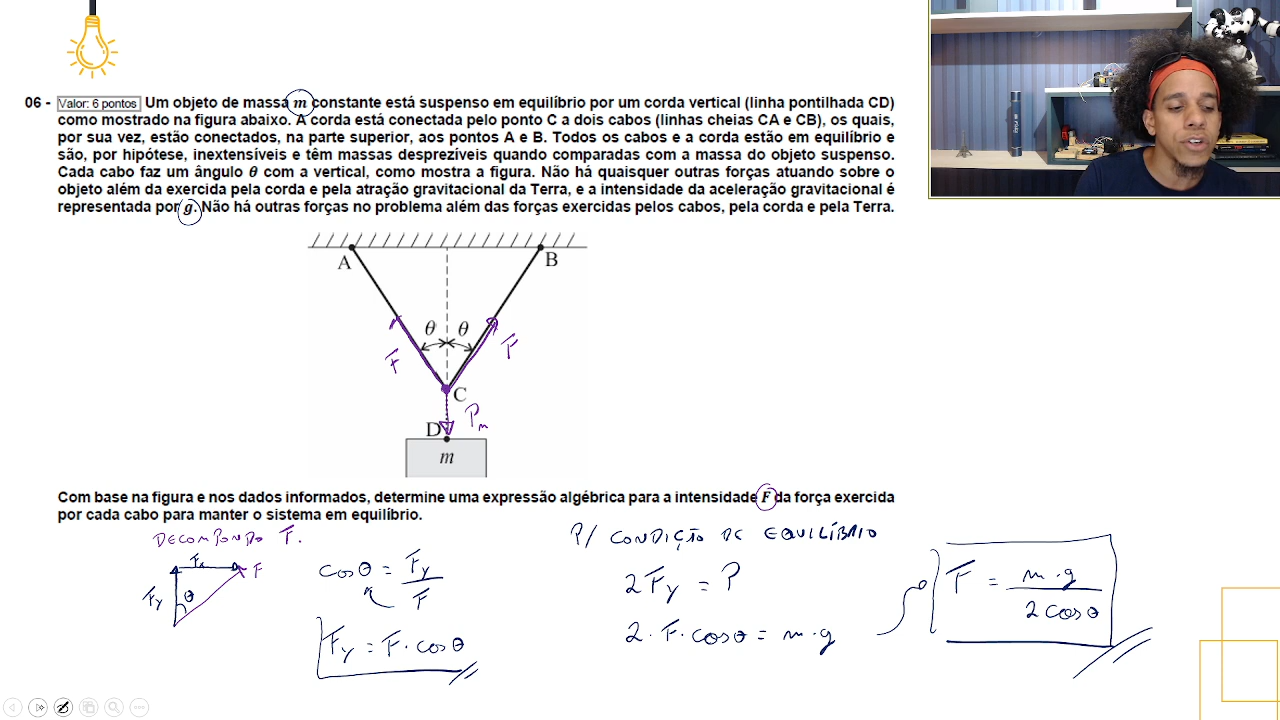 06 - Valor: 6 pontos Um objeto de massa m constante está suspenso em equilíbrio por um corda vertical (linha pontilhada CD)
como mostrado na figura abaixo. A corda está conectada pelo ponto C a dois cabos (linhas cheias CA e CB), os quais,
por sua vez, estão conectados, na parte superior, aos pontos A e B. Todos os cabos e a corda estão em equilíbrio e
são, por hipótese, inextensíveis e têm massas desprezíveis quando comparadas com a massa do objeto suspenso.
Cada cabo faz um ângulo θ com a vertical, como mostra a figura. Não há quaisquer outras forças atuando sobre o
objeto além da exercida pela corda e pela atração gravitacional da Terra, e a intensidade da aceleração gravitacional é
representada por g. Não há outras forças no problema além das forças exercidas pelos cabos, pela corda e pela Terra.
A
B
θ θ
F
F
C
P_m
D
m
Com base na figura e nos dados informados, determine uma expressão algébrica para a intensidade F da força exercida
por cada cabo para manter o sistema em equilíbrio.
DECOMPONDO F.
P/ CONDIÇÃO DE EQUILÍBRIO
Fx
F
Fy
θ
cosθ = Fy/F
2Fy = P
F = m·g / 2cosθ
Fy = F·cosθ
2·F·cosθ = m·g